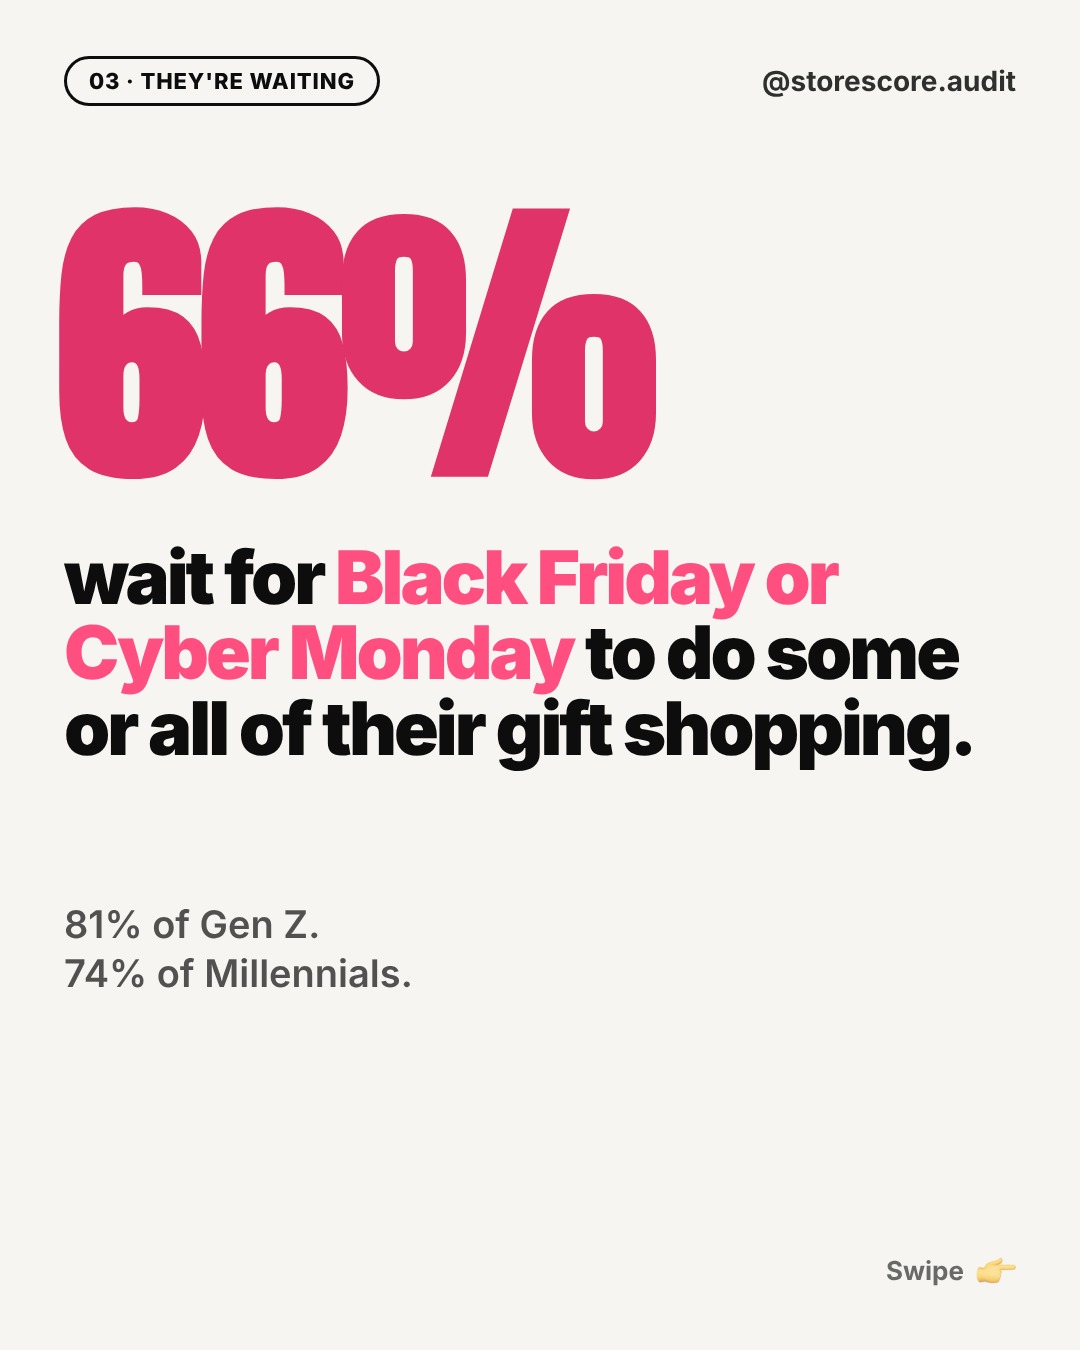 03 · THEY'RE WAITING
@storescore.audit
66%
wait for Black Friday or
Cyber Monday to do some
or all of their gift shopping.
81% of Gen Z.
74% of Millennials.
Swipe 👉